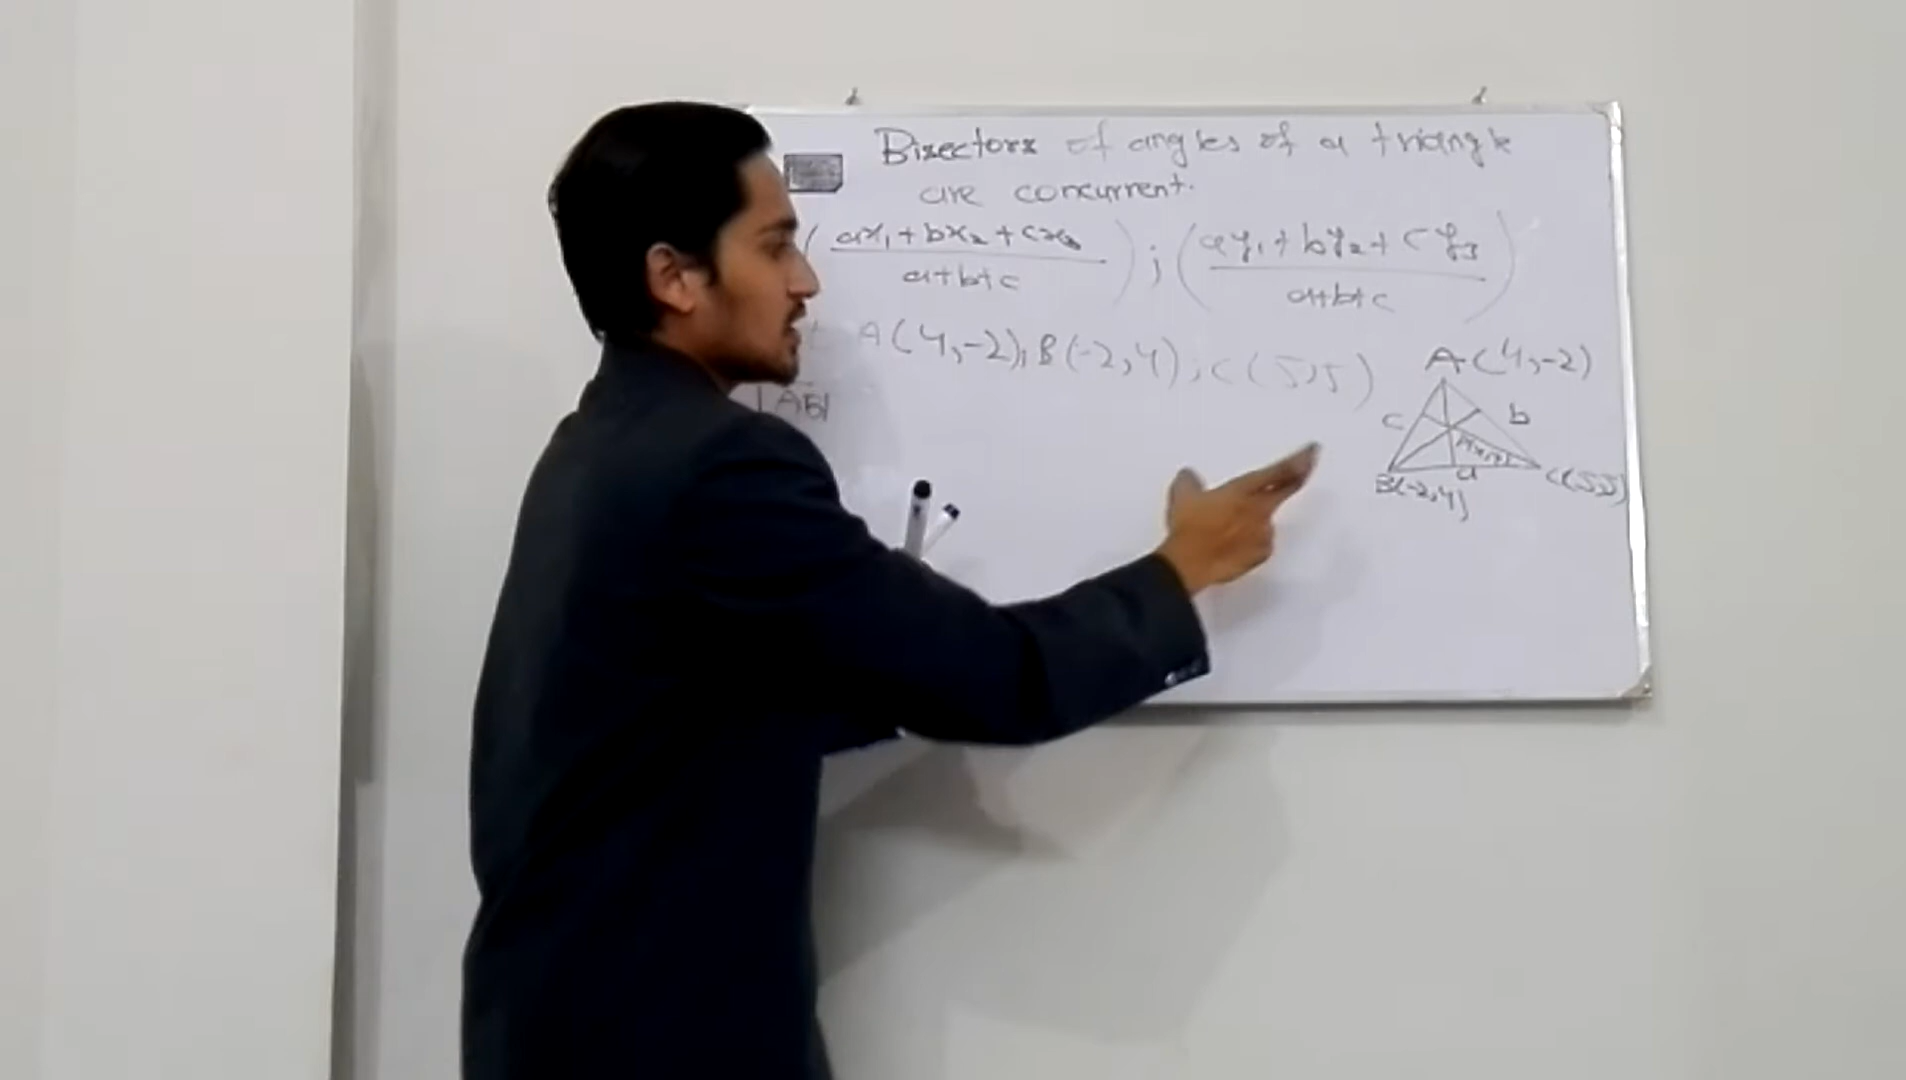 Bisectors of angles of a triangle
are concurrent.
( ax₁ + bx₂ + cx₃ ) ; ( ay₁ + by₂ + cy₃ )
a+b+c a+b+c
A(4,-2); B(-2,4); C(5,5)
|AB|
A(4,-2)
c b
a
B(-2,4) C(5,5)